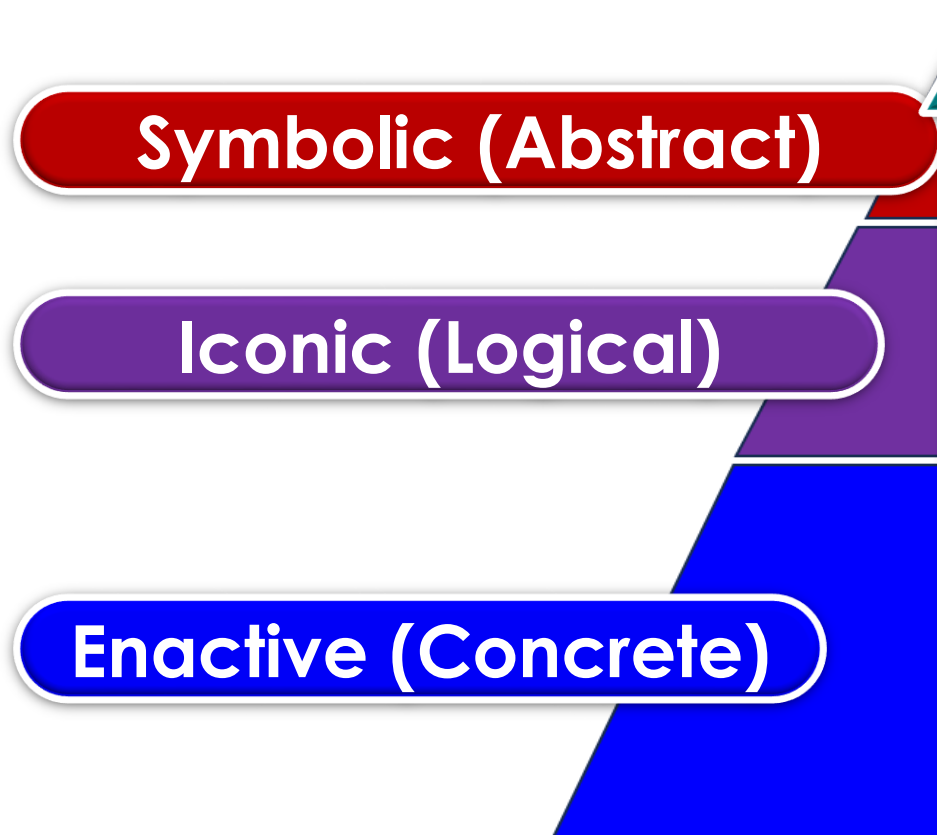 Symbolic (Abstract)
Iconic (Logical)
Enactive (Concrete)